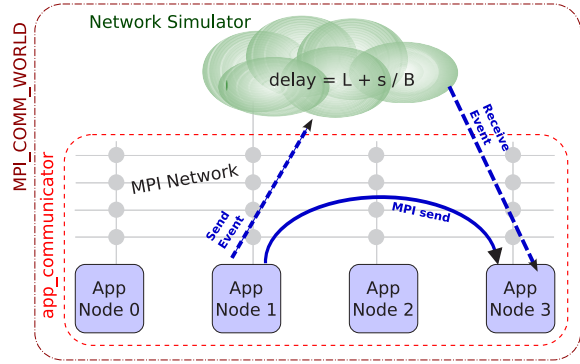 Network Simulator
MPI_COMM_WORLD
delay = L + s / B
Receive
Event
app_communicator
MPI Network
Send
Event
MPI send
App
Node 0
App
Node 1
App
Node 2
App
Node 3